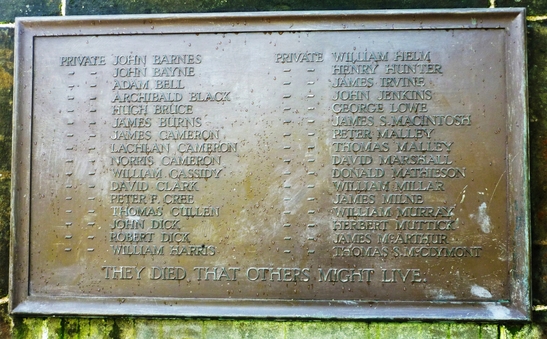 PRIVATE JOHN BARNES
- - JOHN BAYNE
- - ADAM BELL
- - ARCHIBALD BLACK
- - HUGH BRUCE
- - JAMES BURNS
- - JAMES CAMERON
- - LACHLAN CAMERON
- - NORRIS CAMERON
- - WILLIAM CASSIDY
- - DAVID CLARK
- - PETER F. CREE
- - THOMAS CULLEN
- - JOHN DICK
- - ROBERT DICK
- - WILLIAM HARRIS
PRIVATE WILLIAM HELM
- - HENRY HUNTER
- - JAMES IRVINE
- - JOHN JENKINS
- - GEORGE LOWE
- - JAMES S. MACINTOSH
- - PETER MALLEY
- - THOMAS MALLEY
- - DAVID MARSHALL
- - DONALD MATHIESON
- - WILLIAM MILLAR
- - JAMES MILNE
- - WILLIAM MURRAY
- - HERBERT MUTTICK
- - JAMES McARTHUR
- - THOMAS S. McCLYMONT
THEY DIED, THAT OTHERS MIGHT LIVE.